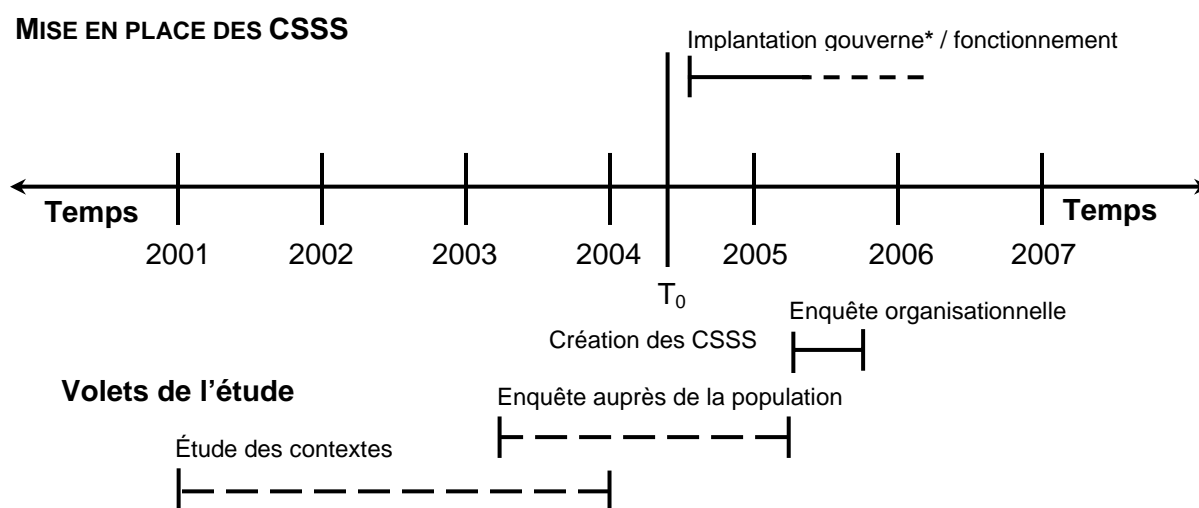 MISE EN PLACE DES CSSS
Implantation gouverne* / fonctionnement
Temps
Temps
2001 2002 2003 2004 2005 2006 2007
T0
Enquête organisationnelle
Création des CSSS
Volets de l'étude
Enquête auprès de la population
Étude des contextes